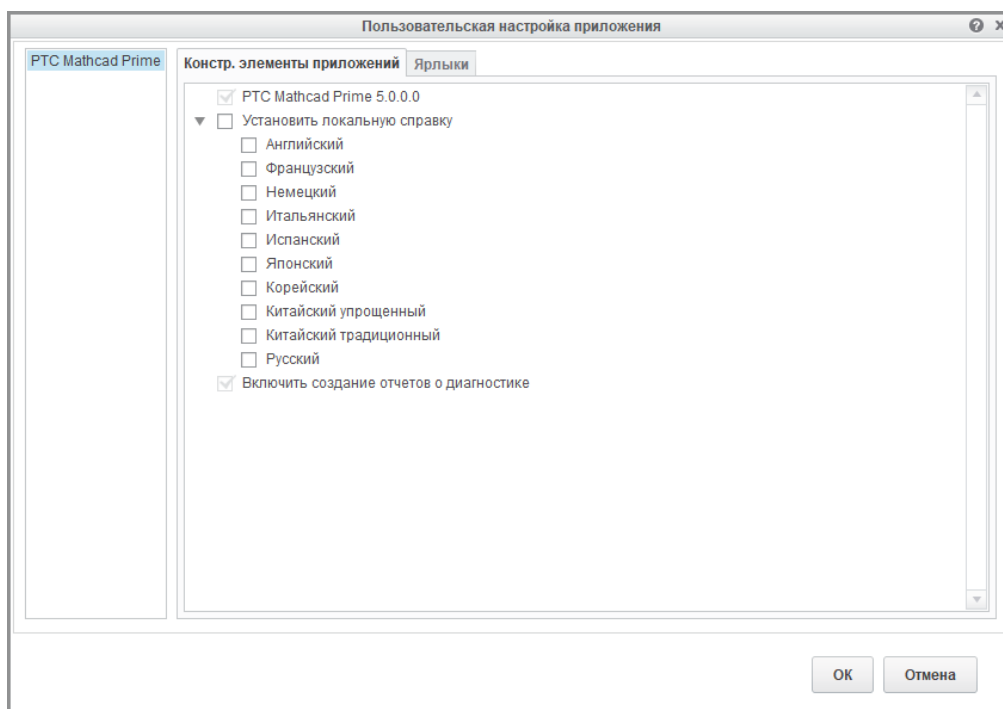 Пользовательская настройка приложения
PTC Mathcad Prime
Констр. элементы приложений Ярлыки
PTC Mathcad Prime 5.0.0.0
Установить локальную справку
Английский
Французский
Немецкий
Итальянский
Испанский
Японский
Корейский
Китайский упрощенный
Китайский традиционный
Русский
Включить создание отчетов о диагностике
ОК Отмена